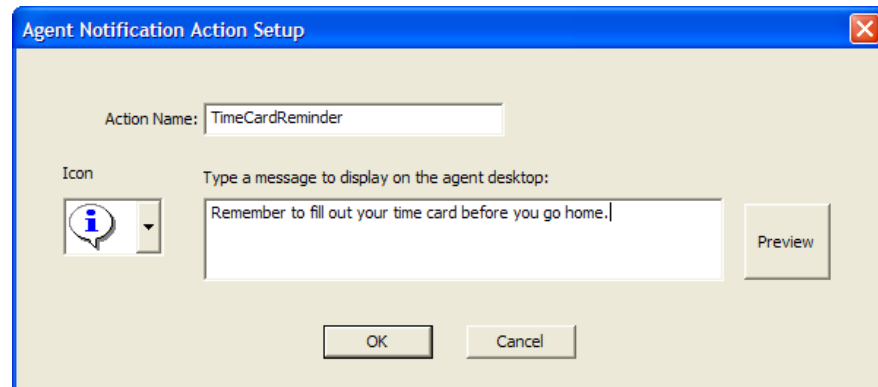 Agent Notification Action Setup
Action Name: TimeCardReminder
Icon
Type a message to display on the agent desktop:
Remember to fill out your time card before you go home.
Preview
OK
Cancel